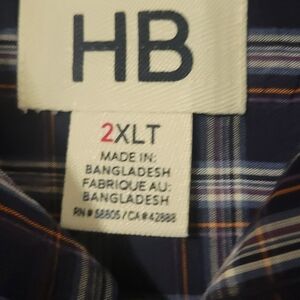 HB
2XLT
MADE IN:
BANGLADESH
FABRIQUE AU:
BANGLADESH
RN# 58805 / CA# 42888